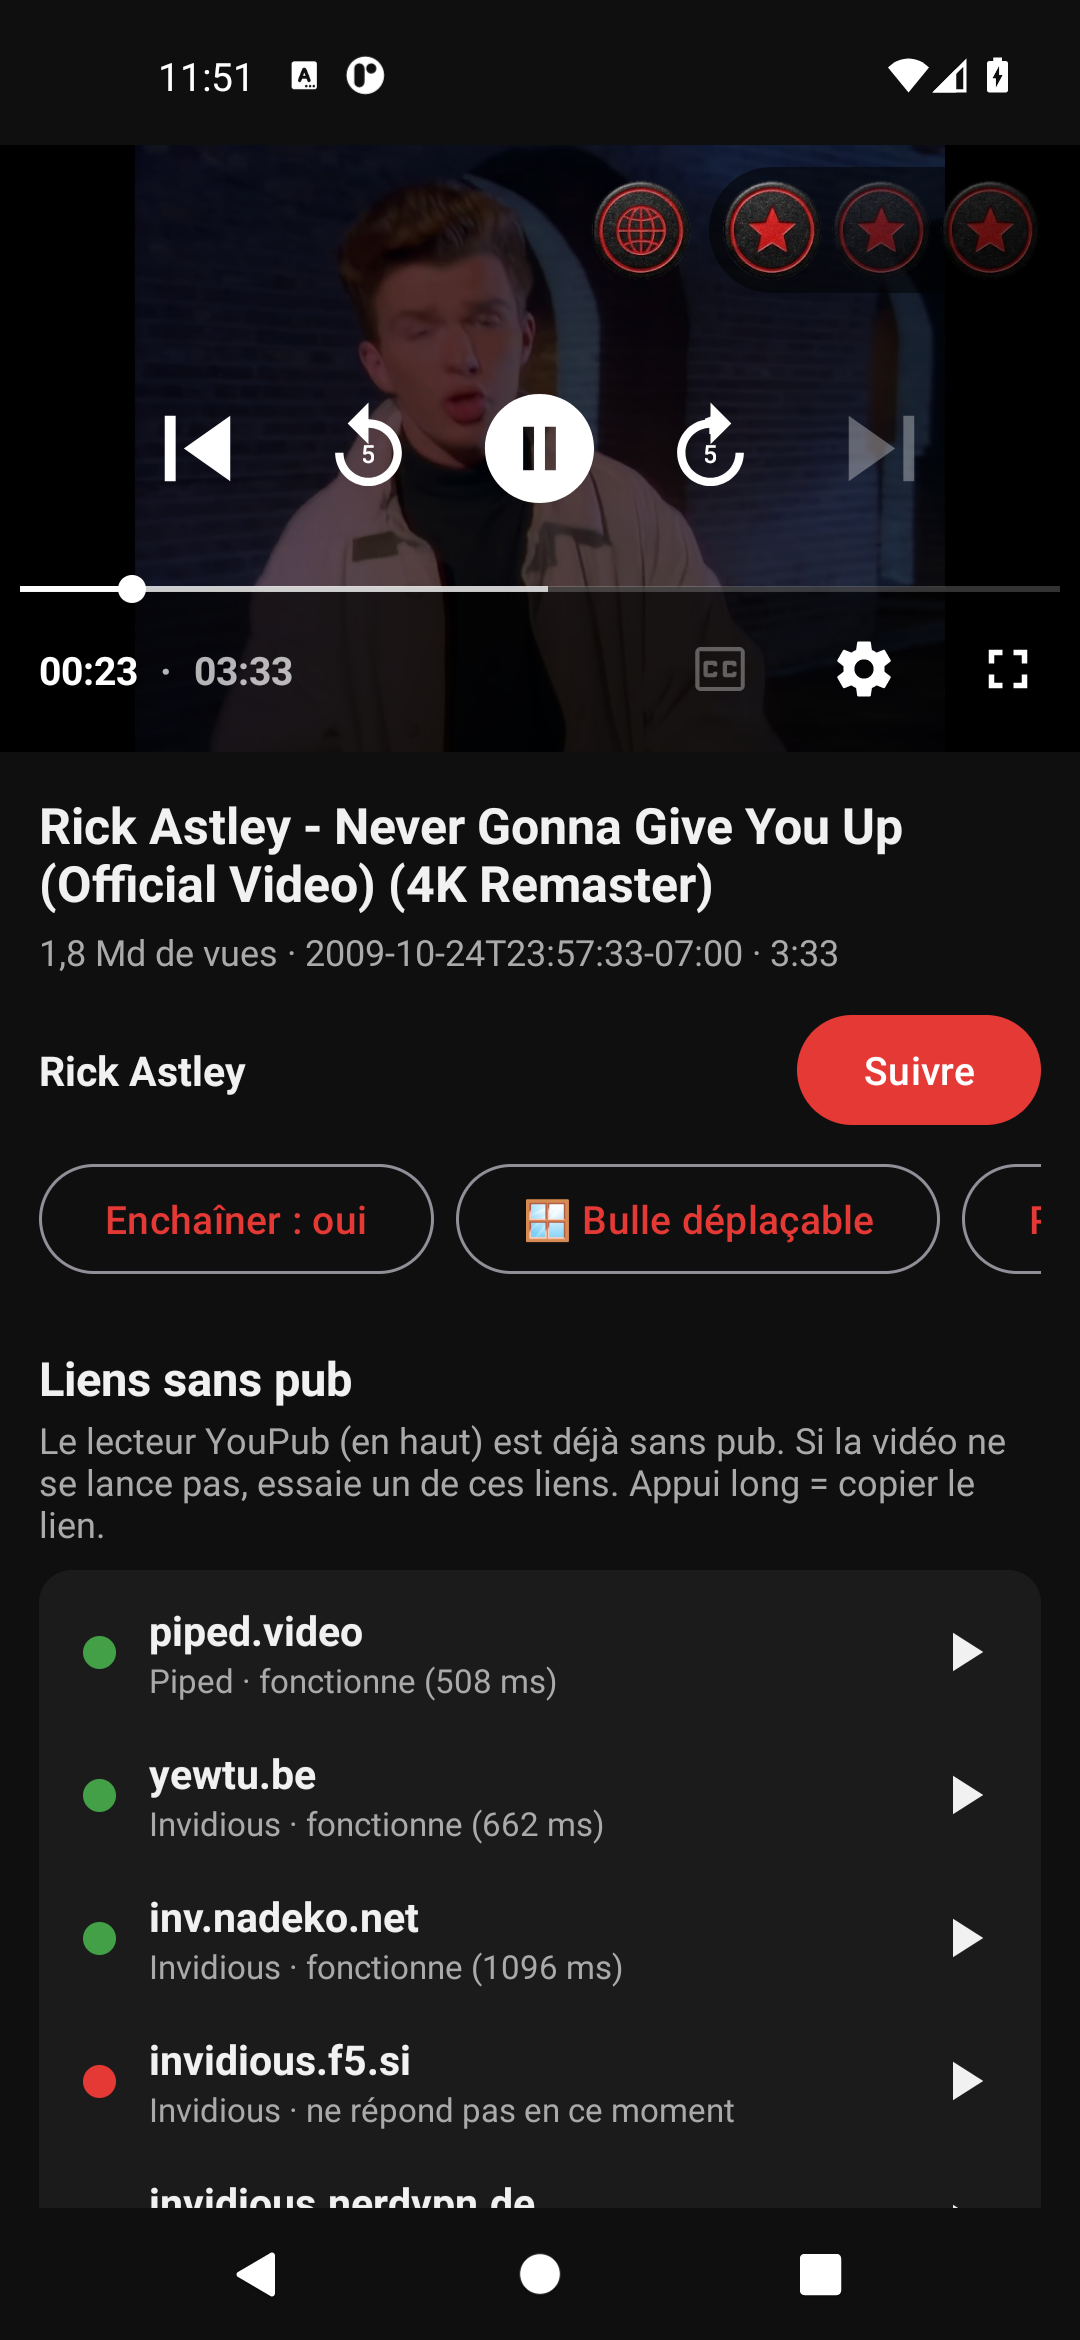 11:51
5
5
00:23 · 03:33
CC
Rick Astley - Never Gonna Give You Up
(Official Video) (4K Remaster)
1,8 Md de vues · 2009-10-24T23:57:33-07:00 · 3:33
Rick Astley
Suivre
Enchaîner : oui
Bulle déplaçable
Liens sans pub
Le lecteur YouPub (en haut) est déjà sans pub. Si la vidéo ne
se lance pas, essaie un de ces liens. Appui long = copier le
lien.
piped.video
Piped · fonctionne (508 ms)
yewtu.be
Invidious · fonctionne (662 ms)
inv.nadeko.net
Invidious · fonctionne (1096 ms)
invidious.f5.si
Invidious · ne répond pas en ce moment
invidious.nerdvpn.de